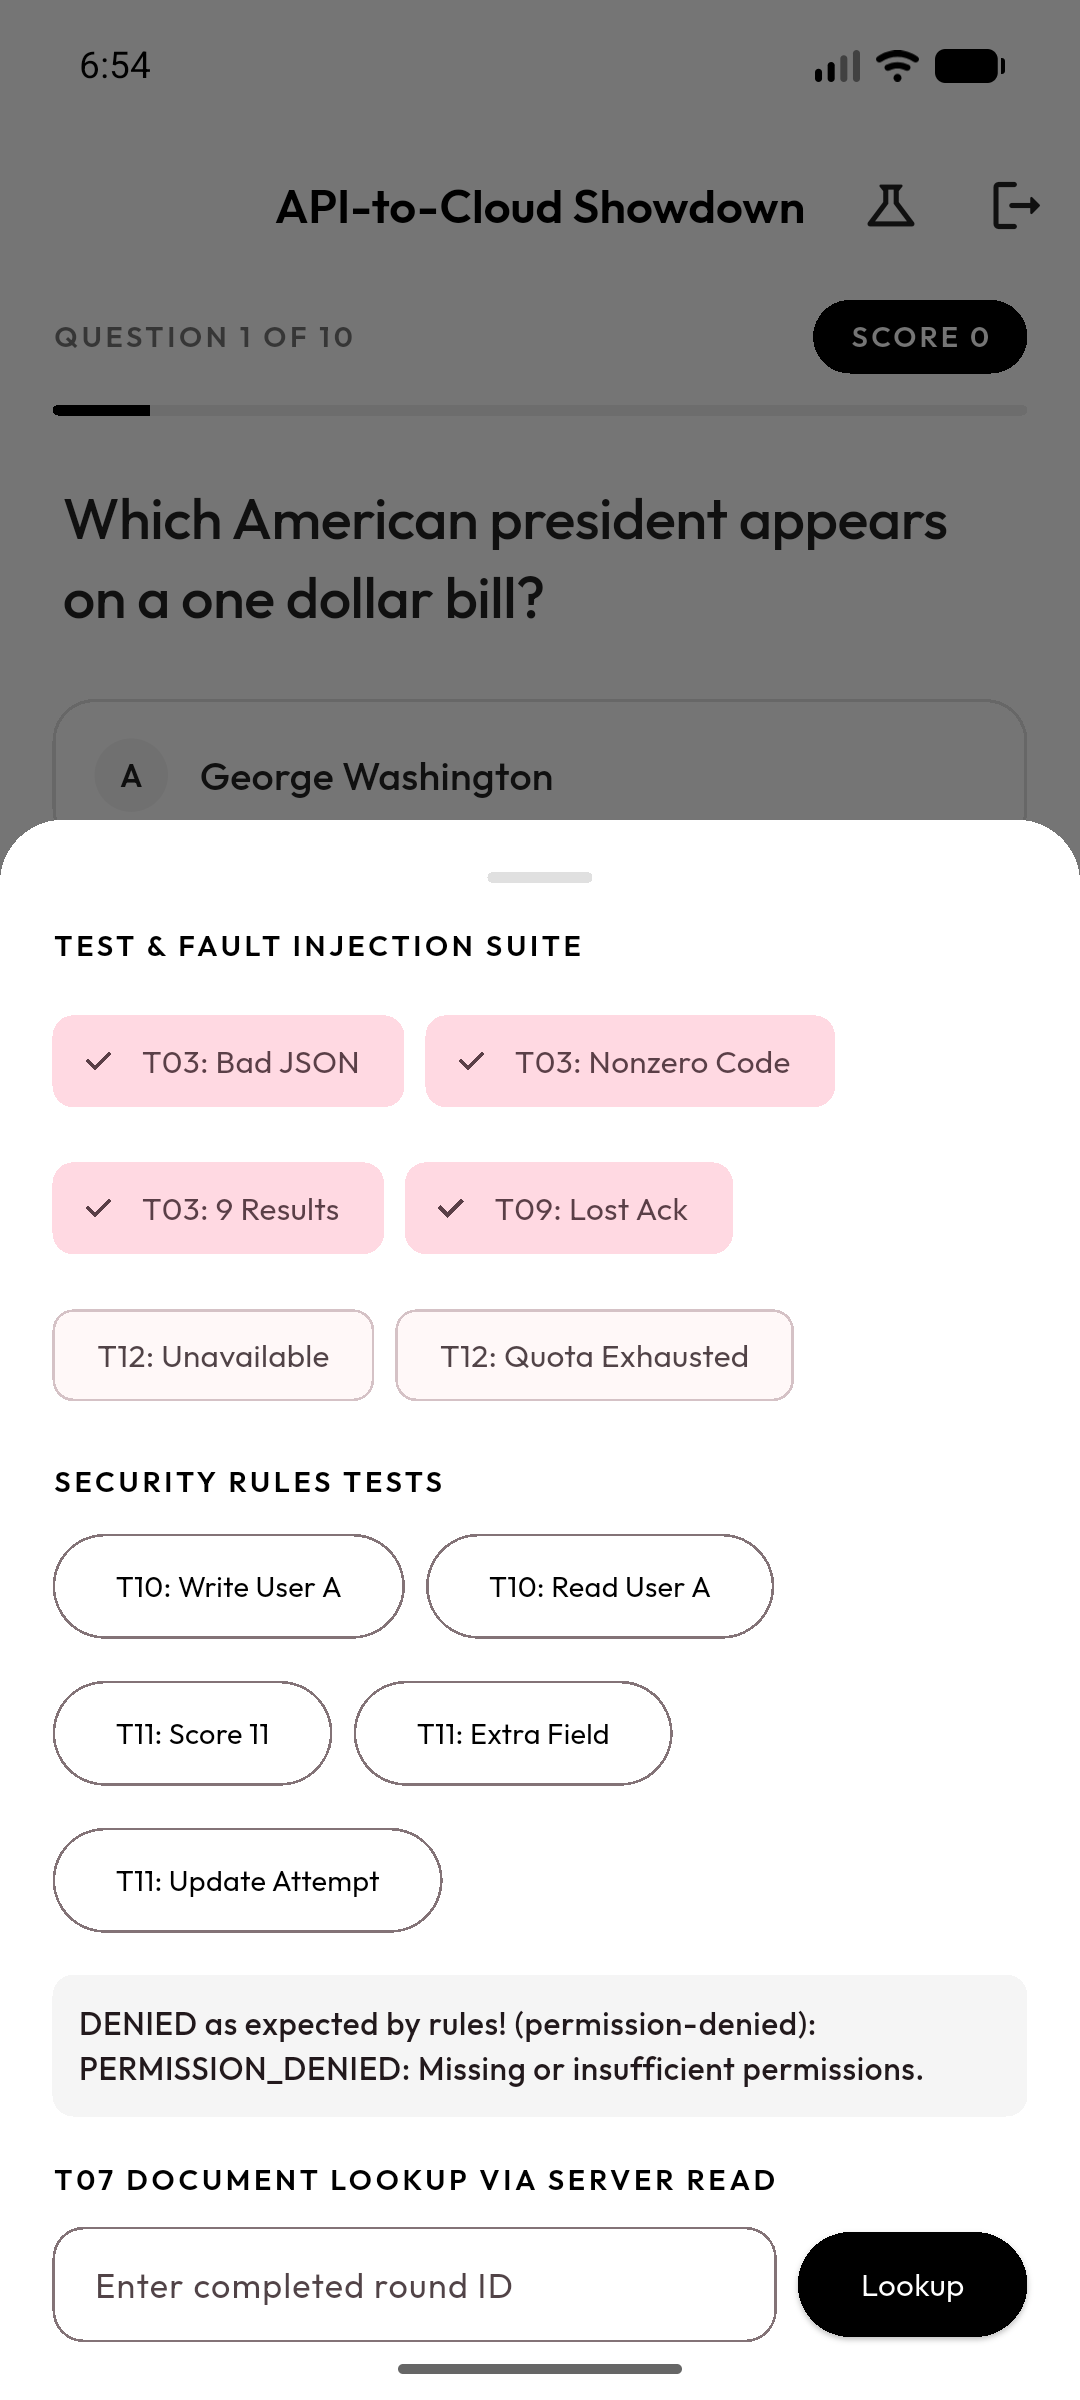 6:54
API-to-Cloud Showdown
QUESTION 1 OF 10
SCORE 0
Which American president appears
on a one dollar bill?
A
George Washington
TEST & FAULT INJECTION SUITE
T03: Bad JSON
T03: Nonzero Code
T03: 9 Results
T09: Lost Ack
T12: Unavailable
T12: Quota Exhausted
SECURITY RULES TESTS
T10: Write User A
T10: Read User A
T11: Score 11
T11: Extra Field
T11: Update Attempt
DENIED as expected by rules! (permission-denied):
PERMISSION_DENIED: Missing or insufficient permissions.
T07 DOCUMENT LOOKUP VIA SERVER READ
Enter completed round ID
Lookup